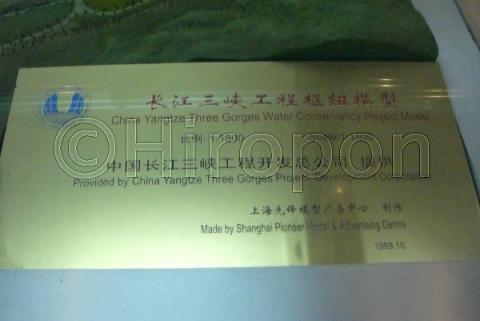 长江三峡工程枢纽模型
China Yangtze Three Gorges Water Conservancy Project Model
比例: 1:1500 Scale 1:1500
中国长江三峡工程开发总公司 提供
Provided by China Yangtze Three Gorges Project Development Corporation
上海先锋模型广告中心 制作
Made by Shanghai Pioneer Model & Advertising Centre
1999.10
©Hiropon